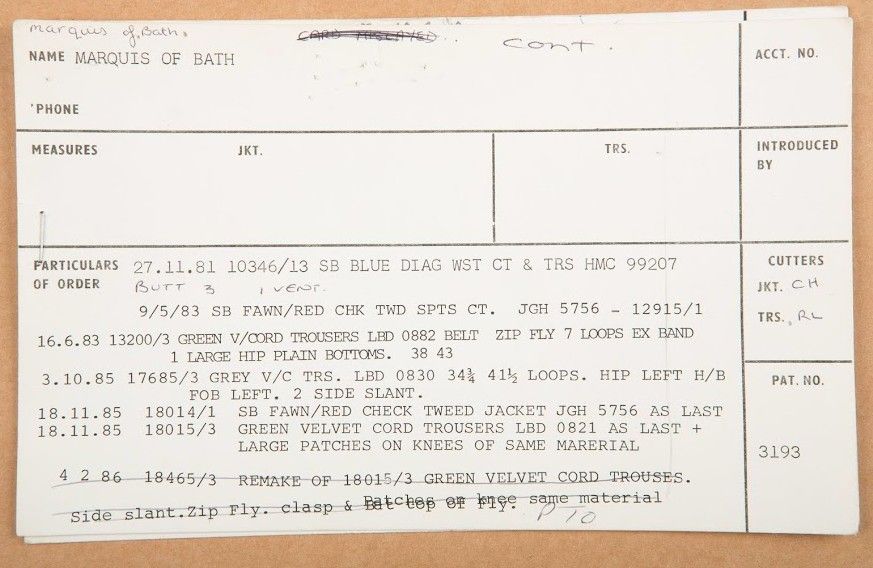 Marquis of Bath.
CARD MISLAYED..
Cont.
NAME MARQUIS OF BATH
ACCT. NO.
'PHONE
MEASURES JKT. TRS.
INTRODUCED
BY
PARTICULARS
OF ORDER
27.11.81 10346/13 SB BLUE DIAG WST CT & TRS HMC 99207
BUTT 3 1 VENT.
9/5/83 SB FAWN/RED CHK TWD SPTS CT. JGH 5756 - 12915/1
16.6.83 13200/3 GREEN V/CORD TROUSERS LBD 0882 BELT ZIP FLY 7 LOOPS EX BAND
1 LARGE HIP PLAIN BOTTOMS. 38 43
3.10.85 17685/3 GREY V/C TRS. LBD 0830 34¾ 41½ LOOPS. HIP LEFT H/B
FOB LEFT. 2 SIDE SLANT.
18.11.85 18014/1 SB FAWN/RED CHECK TWEED JACKET JGH 5756 AS LAST
18.11.85 18015/3 GREEN VELVET CORD TROUSERS LBD 0821 AS LAST +
LARGE PATCHES ON KNEES OF SAME MARERIAL
4 2 86 18465/3 REMAKE OF 18015/3 GREEN VELVET CORD TROUSES.
Patches on knee same material
Side slant.Zip Fly. clasp & Bat top of Fly.
PTO
CUTTERS
JKT. CH
TRS. RL
PAT. NO.
3193